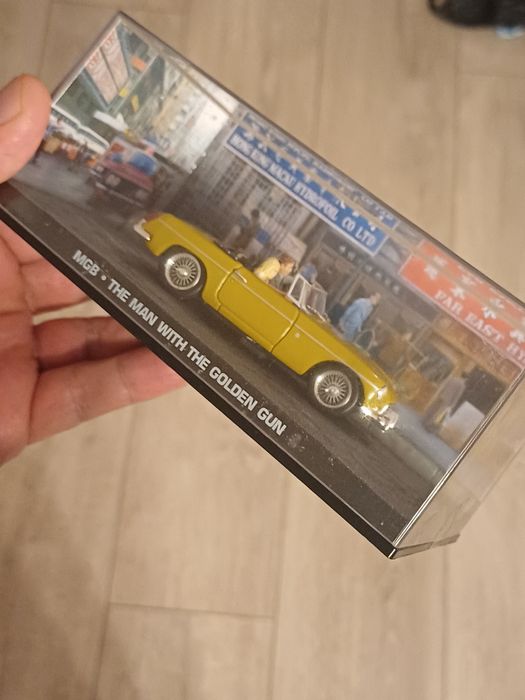 HONG KONG MACAU HYDROFOIL CO LTD
FAR EAST H
MGB • THE MAN WITH THE GOLDEN GUN